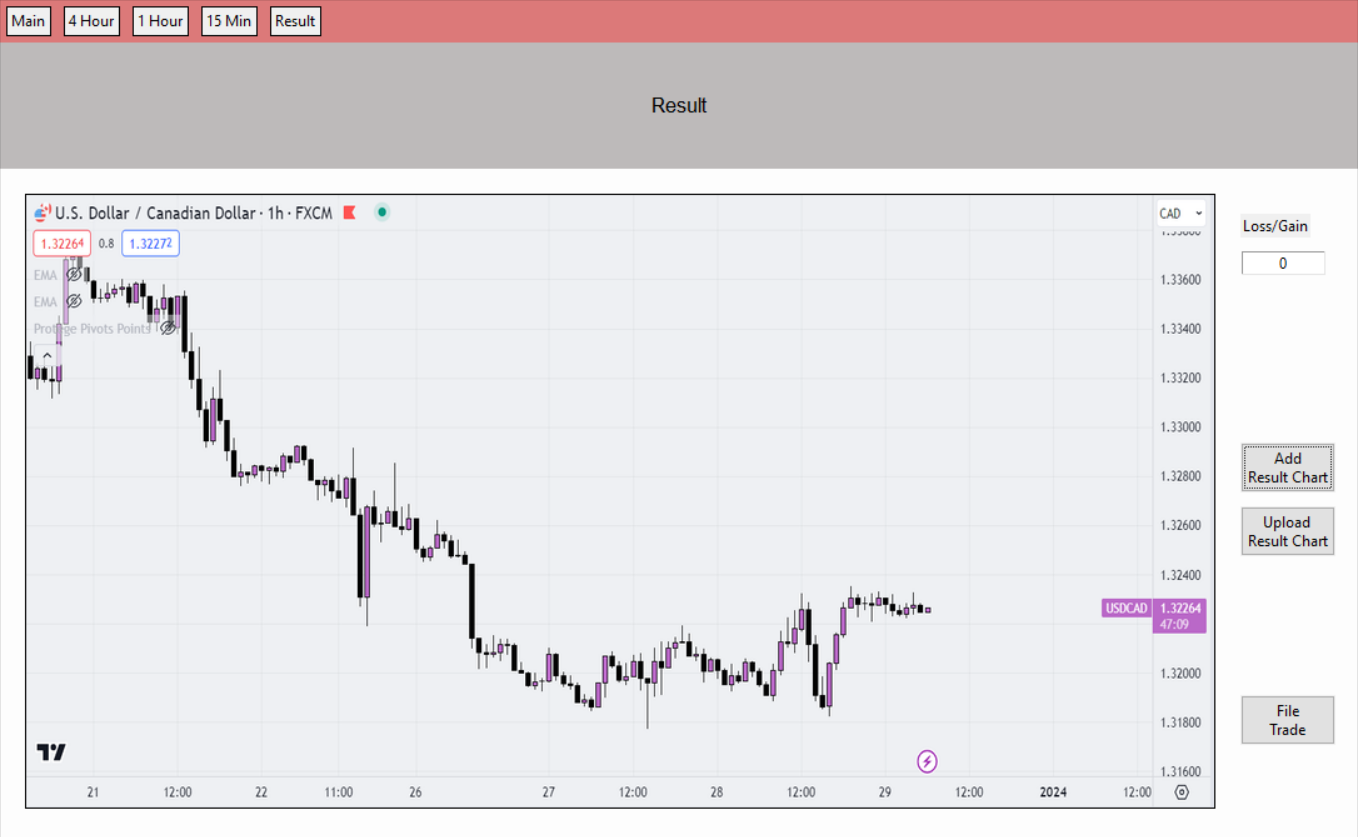 Main 4 Hour 1 Hour 15 Min Result
Result
U.S. Dollar / Canadian Dollar · 1h · FXCM
CAD
1.32264 0.8 1.32272
EMA
EMA
Protege Pivots Points
1.33600
1.33400
1.33200
1.33000
1.32800
1.32600
1.32400
USDCAD 1.32264
47:09
1.32000
1.31800
1.31600
21 12:00 22 11:00 26 27 12:00 28 12:00 29 12:00 2024 12:00
Loss/Gain
0
Add
Result Chart
Upload
Result Chart
File
Trade